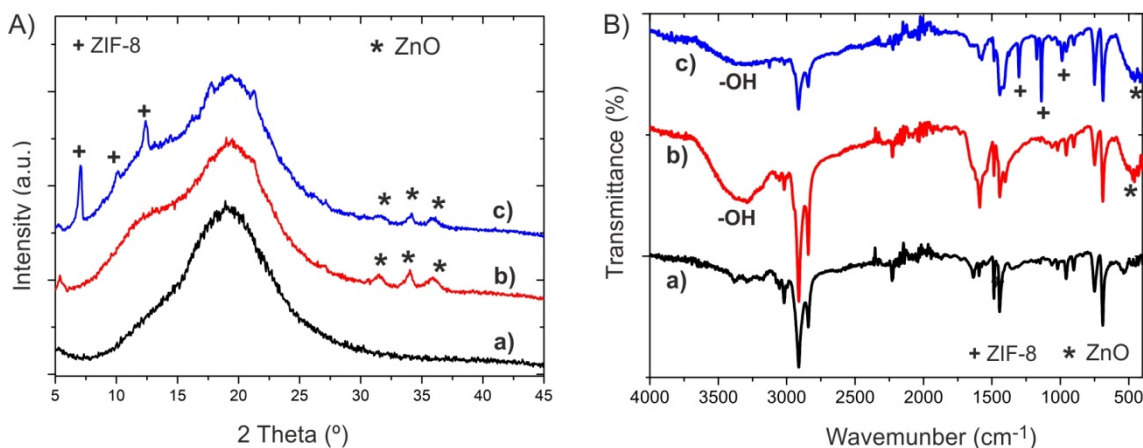 A)
+ ZIF-8
* ZnO
+
+
+
* * *
c)
* * *
b)
a)
Intensity (a.u.)
5 10 15 20 25 30 35 40 45
2 Theta (º)
B)
c)
-OH
+
+
+
*
b)
-OH
*
a)
+ ZIF-8
* ZnO
Transmittance (%)
4000 3500 3000 2500 2000 1500 1000 500
Wavemunber (cm-1)